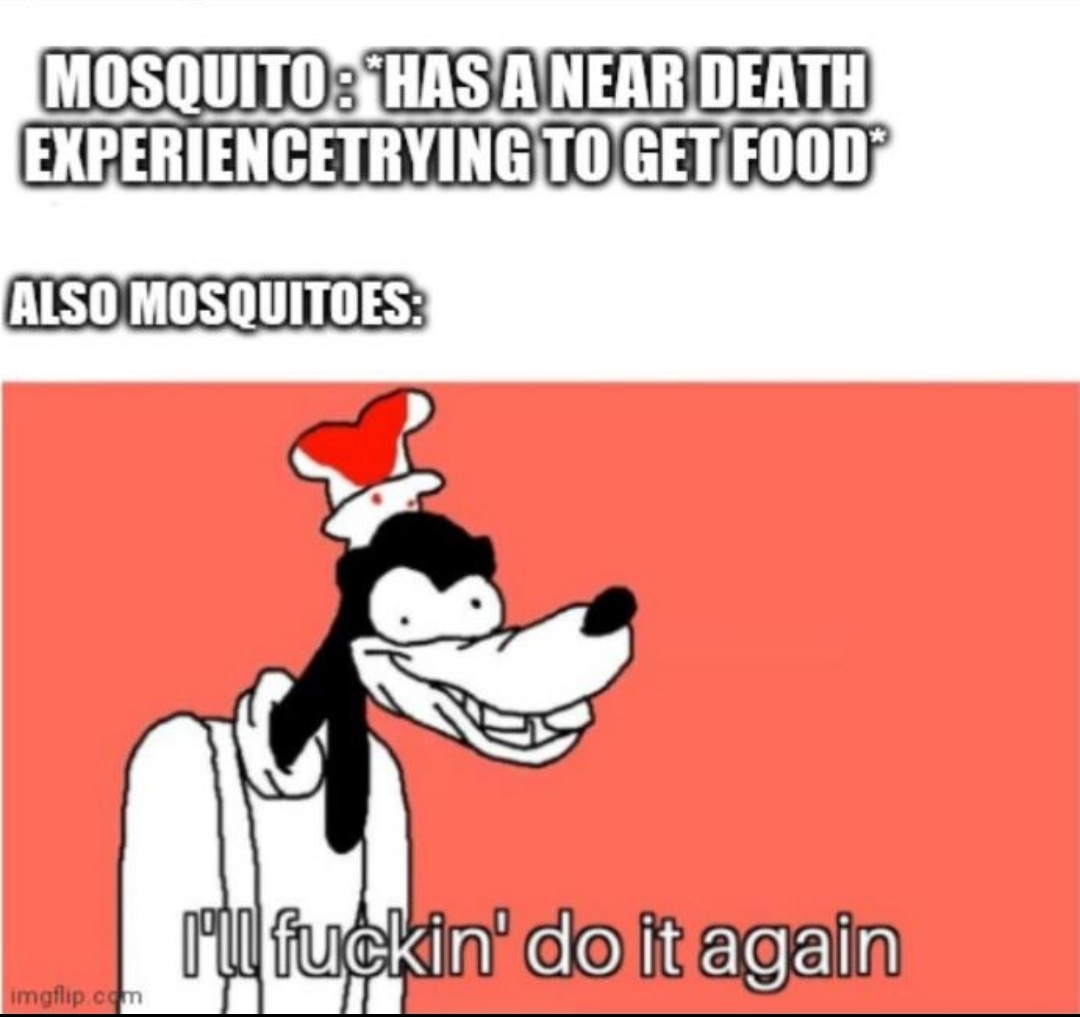 MOSQUITO : *HAS A NEAR DEATH
EXPERIENCETRYING TO GET FOOD*
ALSO MOSQUITOES:
I'll fuckin' do it again
imgflip.com